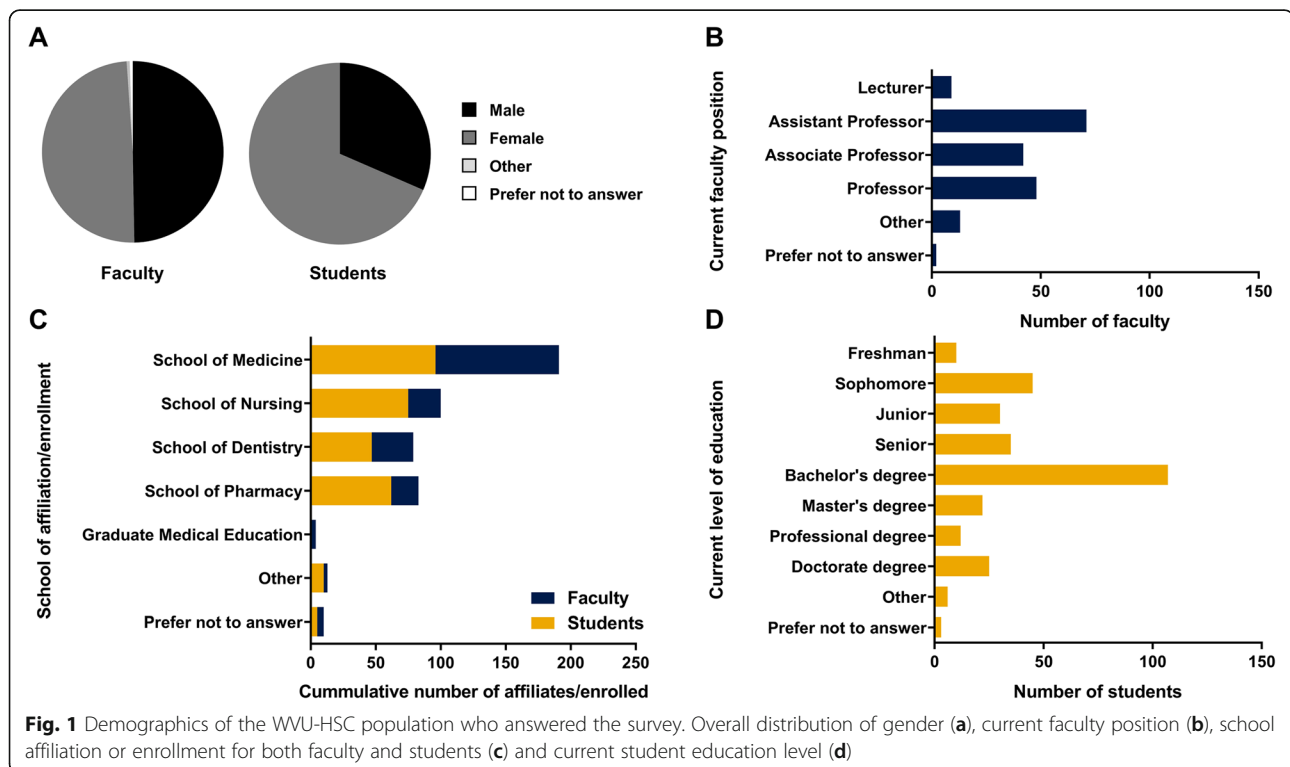 A
Male
Female
Other
Prefer not to answer
Faculty
Students
B
Current faculty position
Lecturer
Assistant Professor
Associate Professor
Professor
Other
Prefer not to answer
0 50 100 150
Number of faculty
C
School of affiliation/enrollment
School of Medicine
School of Nursing
School of Dentistry
School of Pharmacy
Graduate Medical Education
Other
Prefer not to answer
Faculty
Students
0 50 100 150 200 250
Cummulative number of affiliates/enrolled
D
Current level of education
Freshman
Sophomore
Junior
Senior
Bachelor's degree
Master's degree
Professional degree
Doctorate degree
Other
Prefer not to answer
0 50 100 150
Number of students
Fig. 1 Demographics of the WVU-HSC population who answered the survey. Overall distribution of gender (a), current faculty position (b), school
affiliation or enrollment for both faculty and students (c) and current student education level (d)